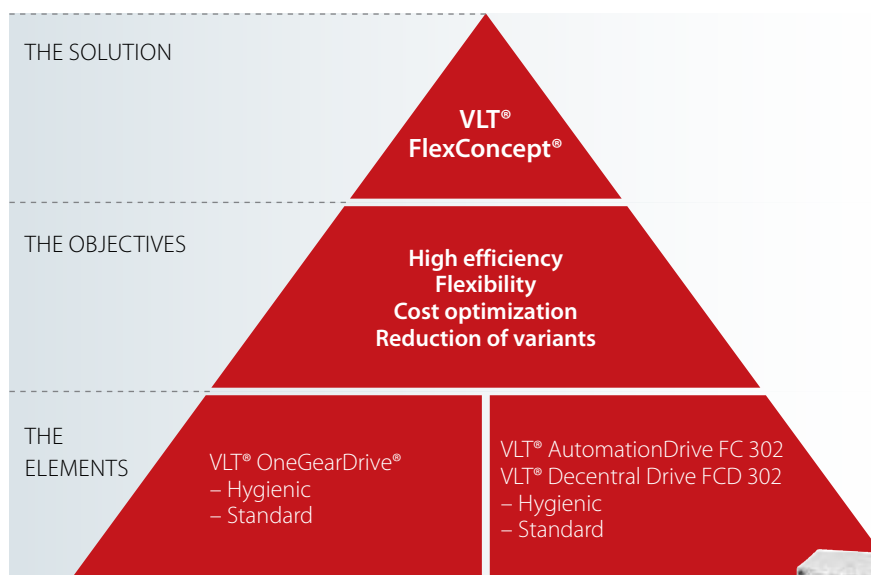 THE SOLUTION
VLT®
FlexConcept®
THE OBJECTIVES
High efficiency
Flexibility
Cost optimization
Reduction of variants
THE
ELEMENTS
VLT® OneGearDrive®
– Hygienic
– Standard
VLT® AutomationDrive FC 302
VLT® Decentral Drive FCD 302
– Hygienic
– Standard